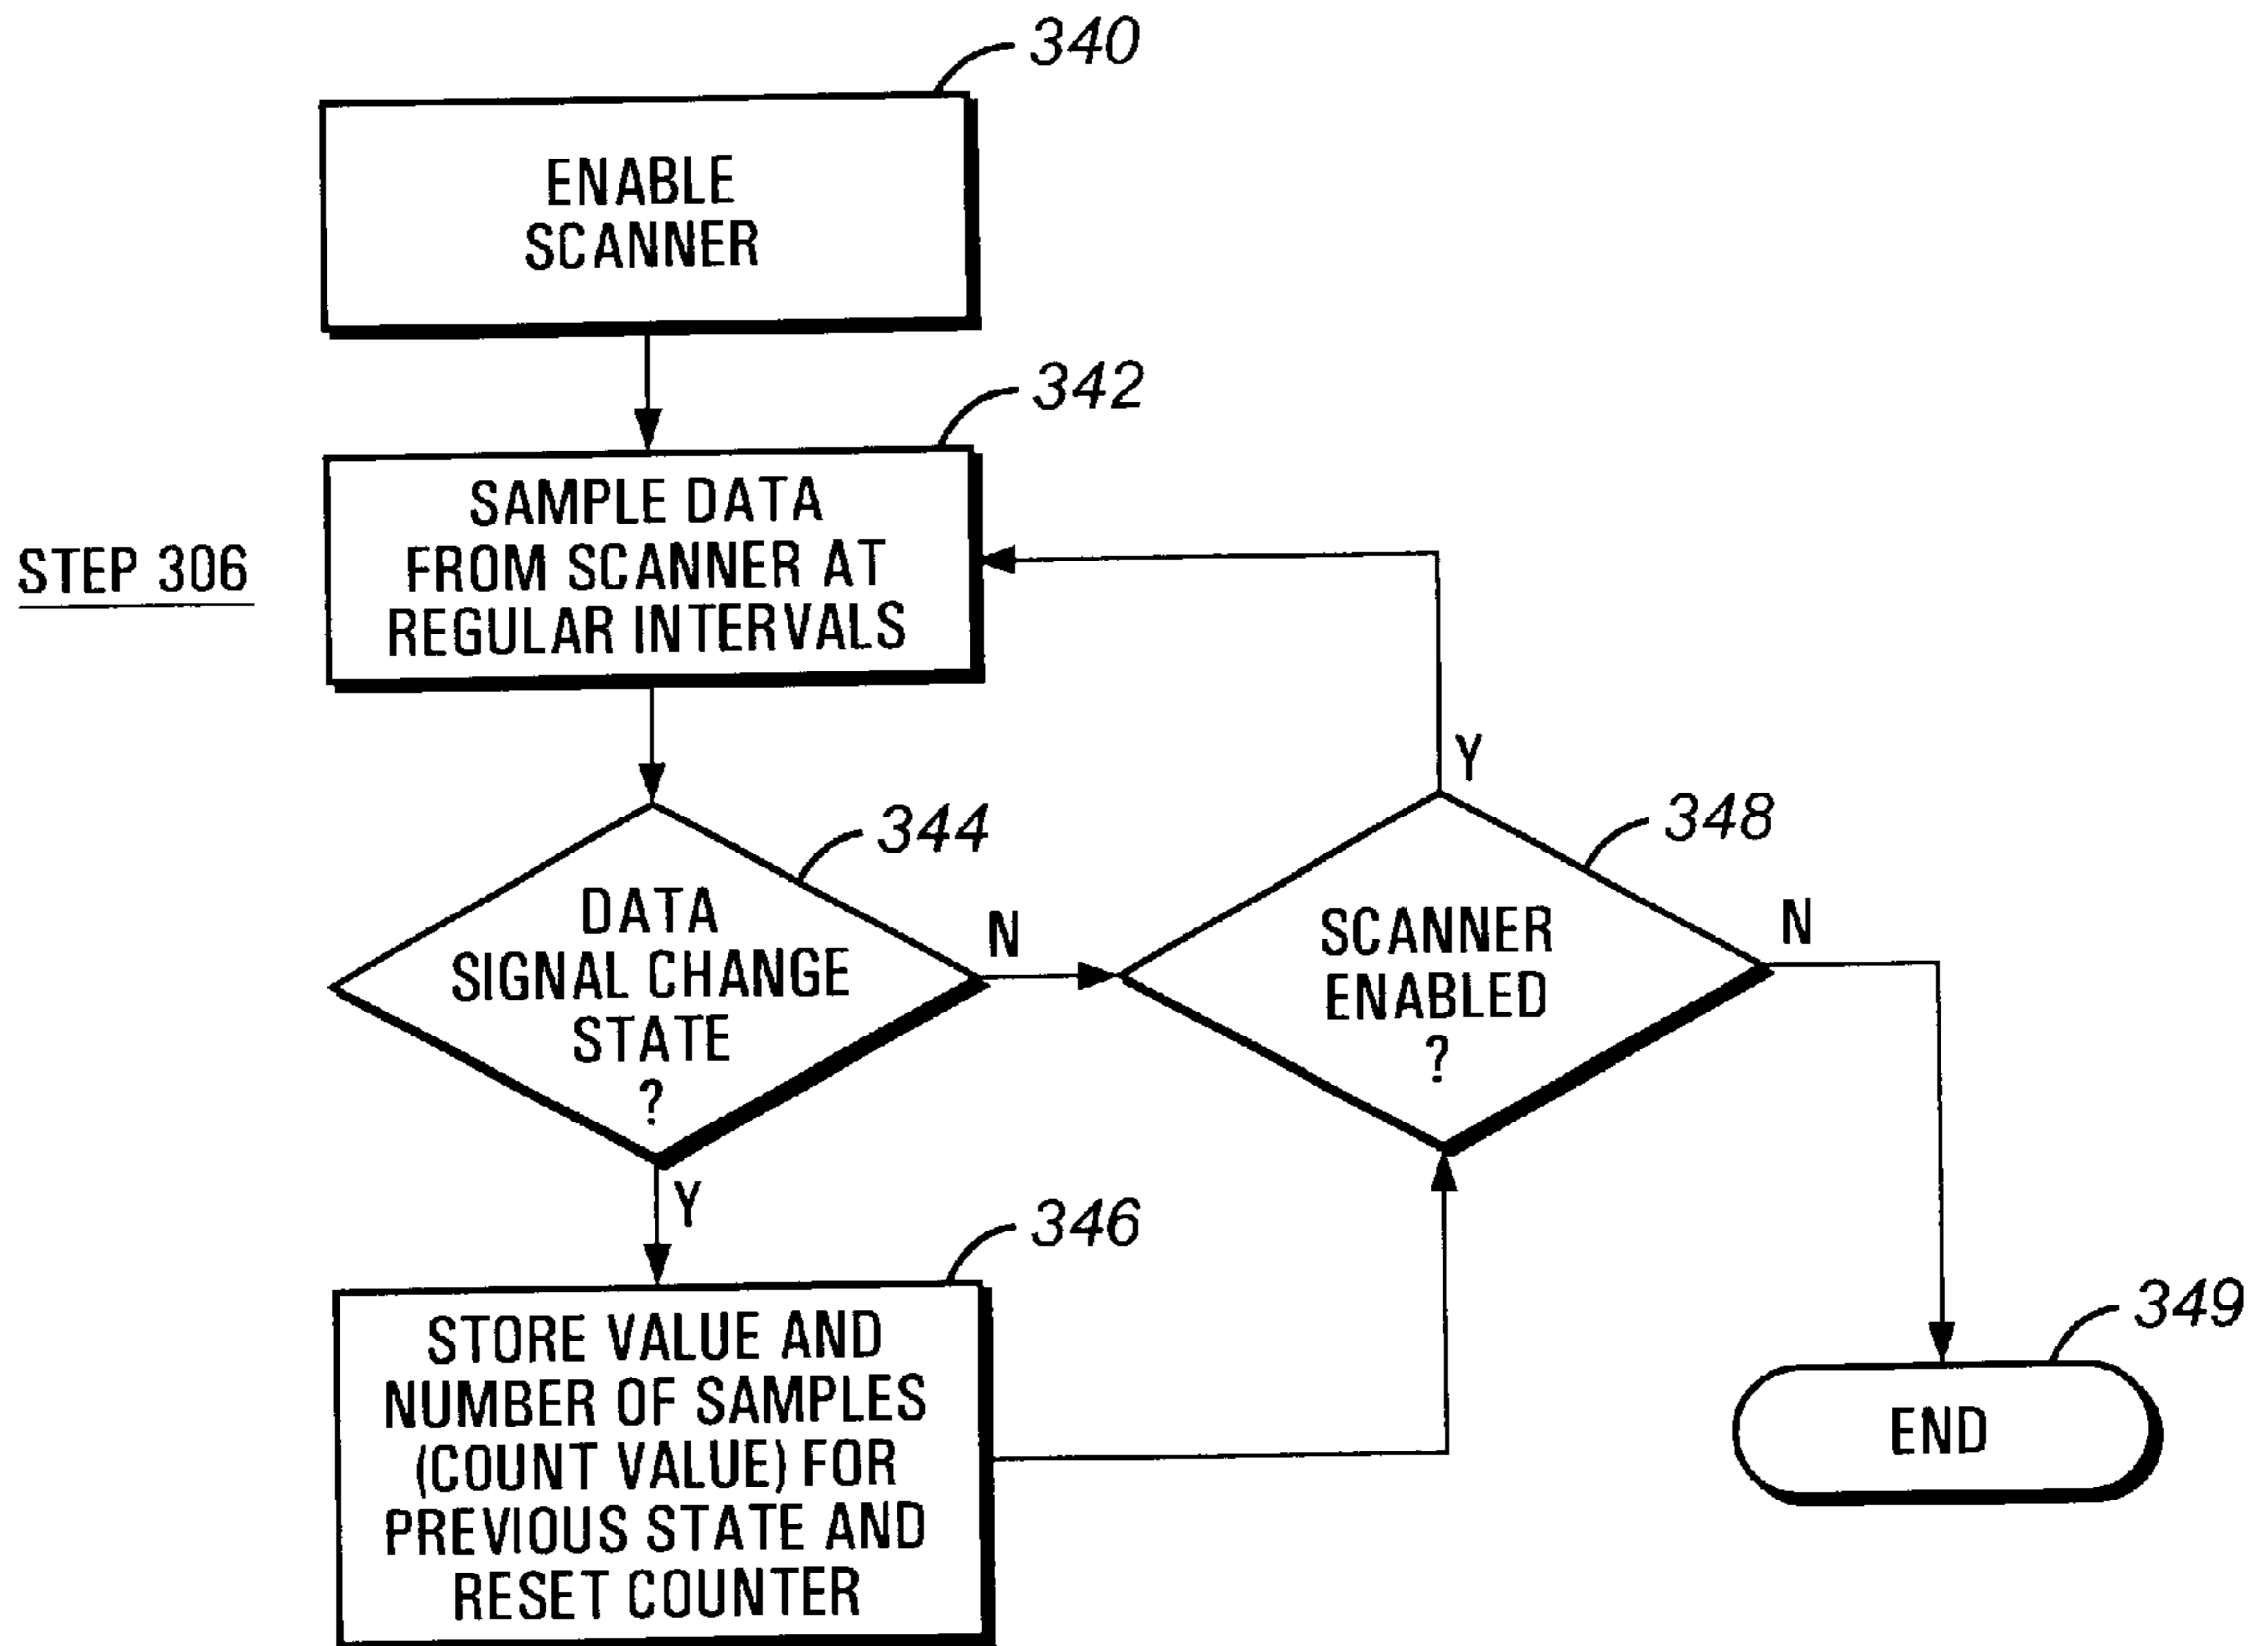 340
ENABLE
SCANNER
342
SAMPLE DATA
FROM SCANNER AT
REGULAR INTERVALS
STEP 306
344
DATA
SIGNAL CHANGE
STATE
?
N
Y
348
SCANNER
ENABLED
?
Y
N
346
STORE VALUE AND
NUMBER OF SAMPLES
(COUNT VALUE) FOR
PREVIOUS STATE AND
RESET COUNTER
349
END